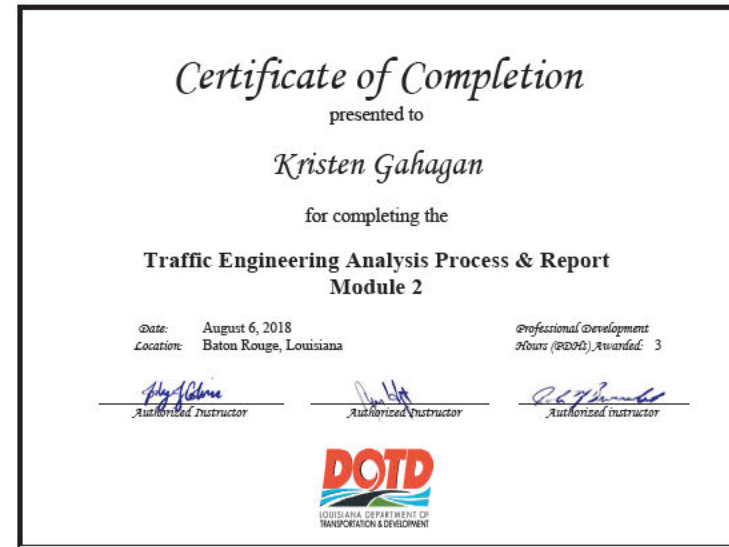 Certificate of Completion
presented to
Kristen Gahagan
for completing the
Traffic Engineering Analysis Process & Report
Module 2
Date: August 6, 2018
Location: Baton Rouge, Louisiana
Professional Development
Hours (PDHs) Awarded: 3
Authorized Instructor
Authorized Instructor
Authorized instructor
DOTD
LOUISIANA DEPARTMENT OF
TRANSPORTATION & DEVELOPMENT